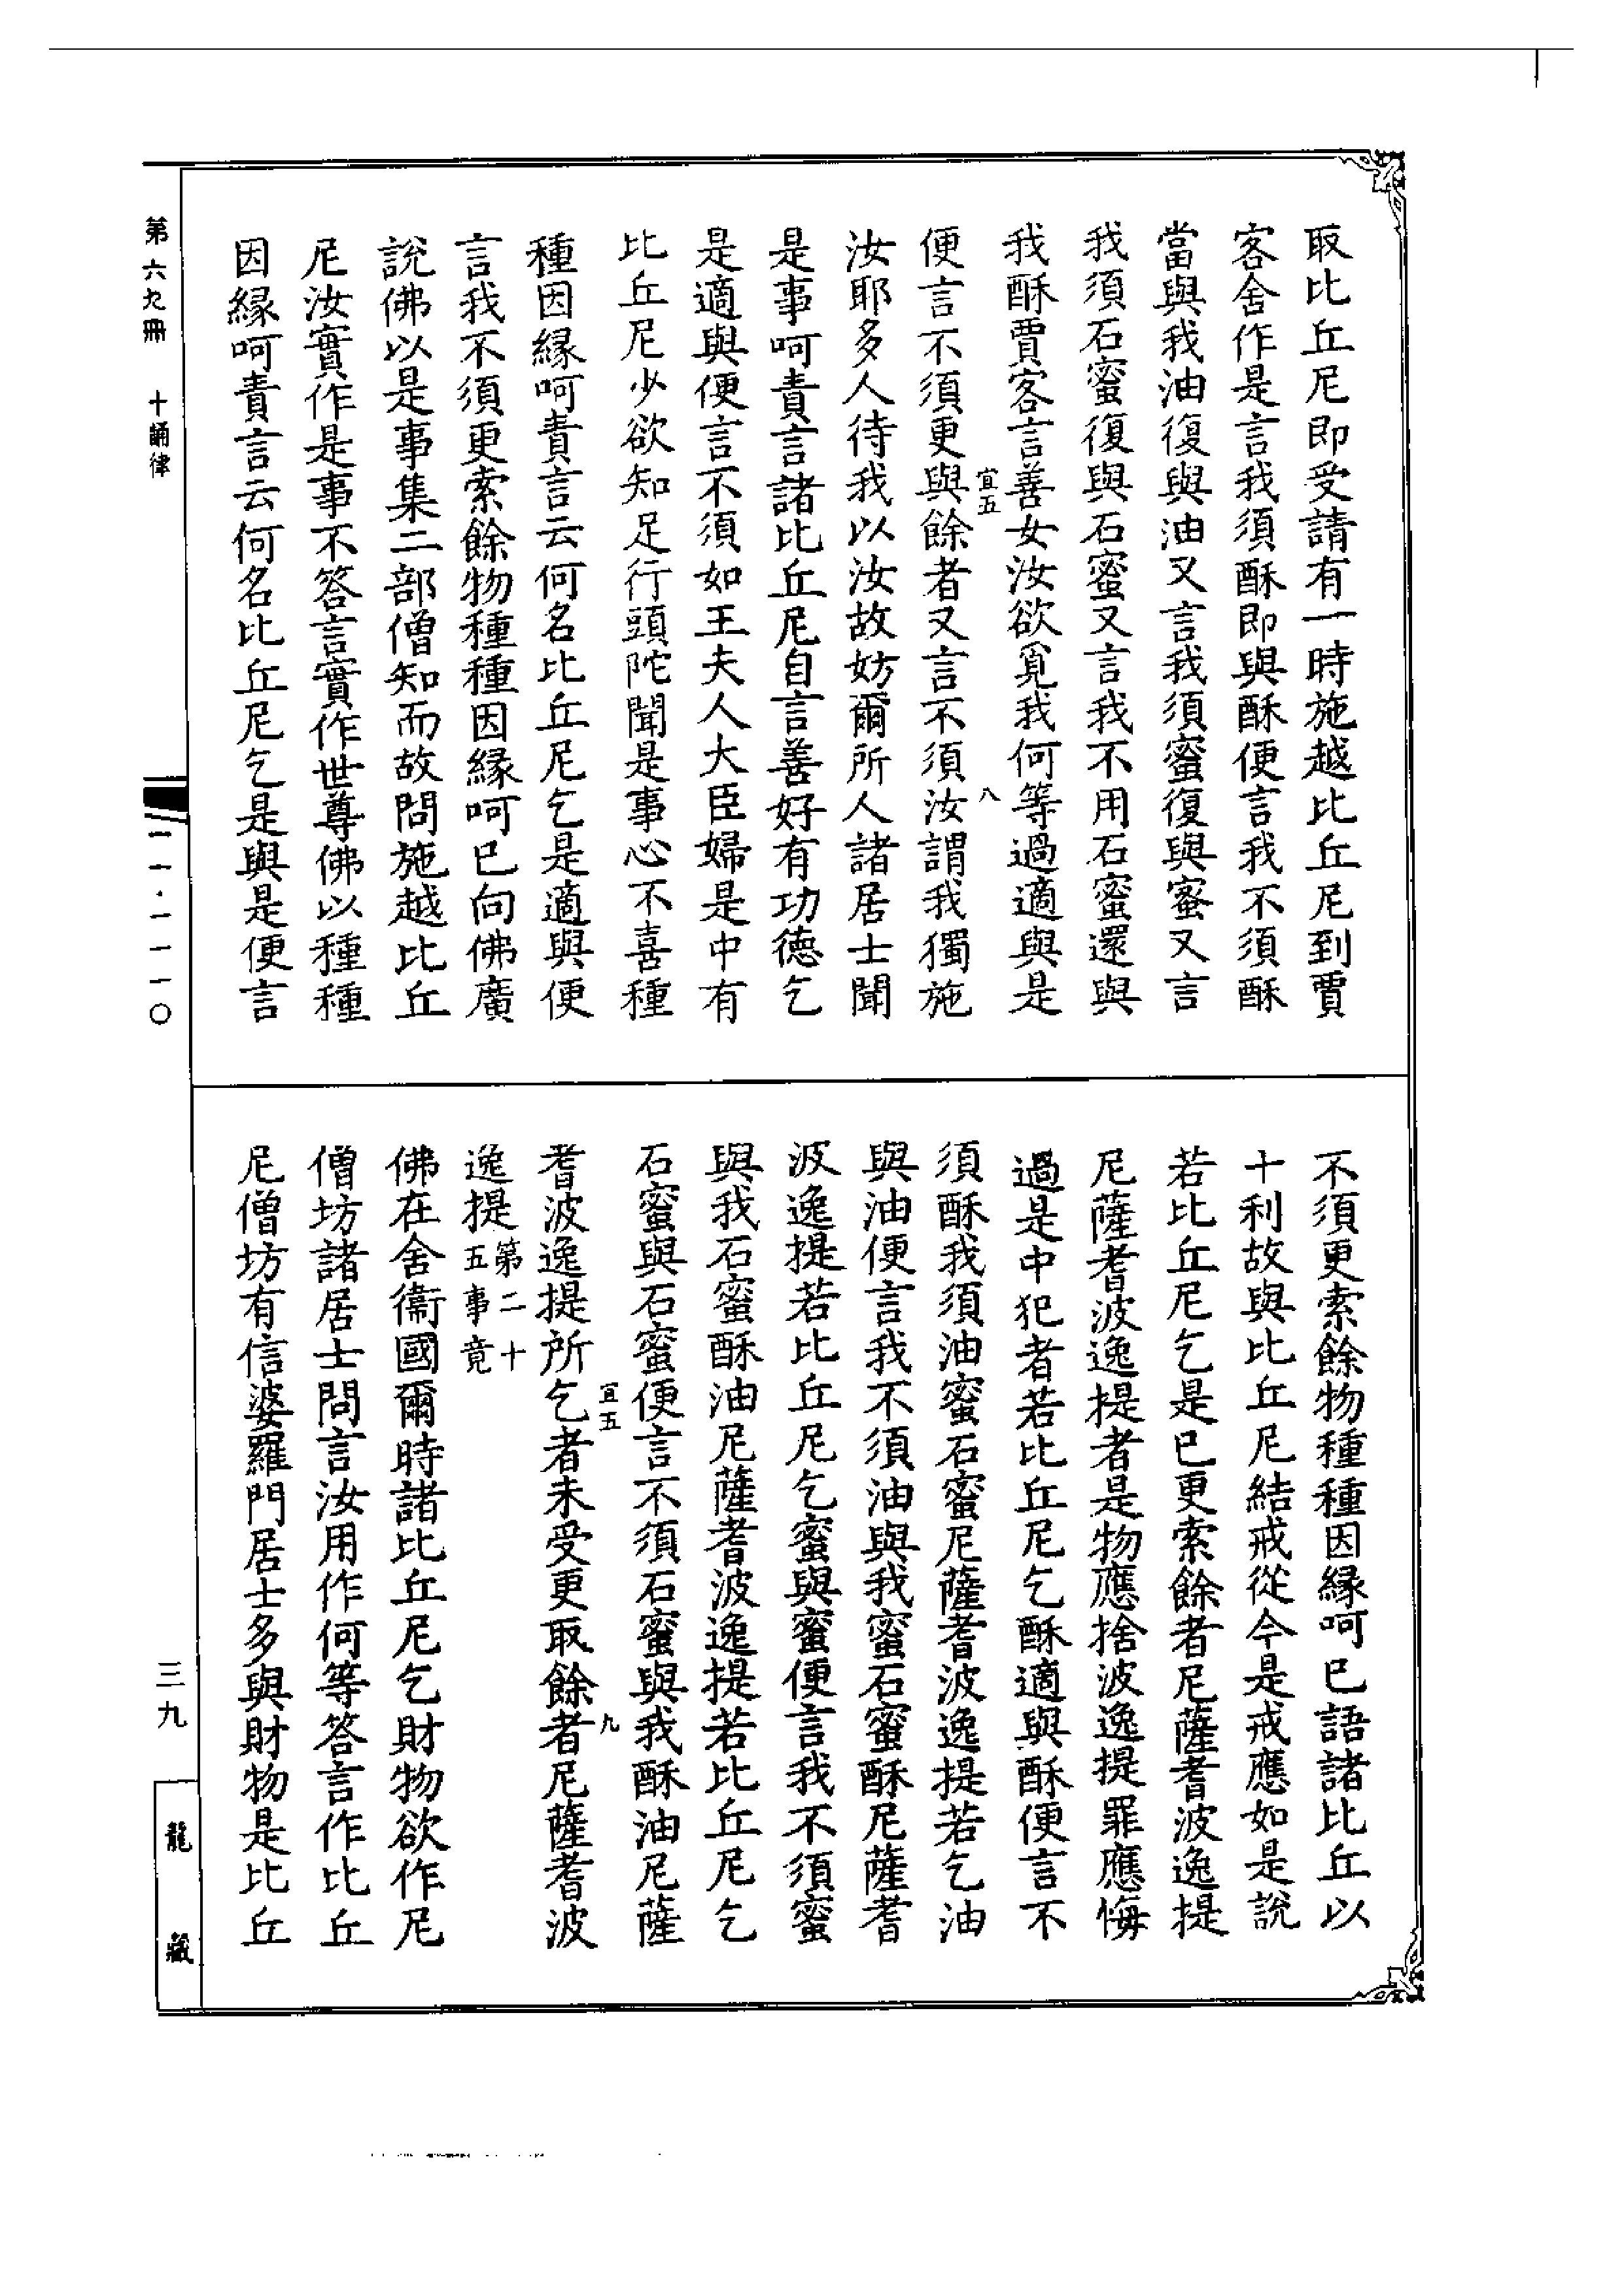 取比丘尼即受請有一時施越比丘尼到賈
客舍作是言我須酥即與酥便言我不須酥
當與我油復與油又言我須蜜復與蜜又言
我須石蜜復與石蜜又言我不用石蜜還與
我酥賈客言善女汝欲覓我何等過適與是
宜五
八
便言不須更與餘者又言不須汝謂我獨施
汝耶多人待我以汝故妨爾所人諸居士聞
是事呵責言諸比丘尼自言善好有功德乞
是適與便言不須如王夫人大臣婦是中有
比丘尼少欲知足行頭陀聞是事心不喜種
種因緣呵責言云何名比丘尼乞是適與便
言我不須更索餘物種種因緣呵已向佛廣
說佛以是事集二部僧知而故問施越比丘
尼汝實作是事不答言實作世尊佛以種種
因緣呵責言云何名比丘尼乞是與是便言
不須更索餘物種種因緣呵已語諸比丘以
十利故與比丘尼結戒從今是戒應如是說
若比丘尼乞是已更索餘者尼薩耆波逸提
尼薩耆波逸提者是物應捨波逸提罪應悔
過是中犯者若比丘尼乞酥適與酥便言不
須酥我須油蜜石蜜尼薩耆波逸提若乞油
與油便言我不須油與我蜜石蜜酥尼薩耆
波逸提若比丘尼乞蜜與蜜便言我不須蜜
與我石蜜酥油尼薩耆波逸提若比丘尼乞
石蜜與石蜜便言不須石蜜與我酥油尼薩
宜五
九
耆波逸提所乞者未受更取餘者尼薩耆波
逸提第二十
五事竟
佛在舍衛國爾時諸比丘尼乞財物欲作尼
僧坊諸居士問言汝用作何等答言作比丘
尼僧坊有信婆羅門居士多與財物是比丘
第六九冊 十誦律
一一·一一一〇
三九
龍藏